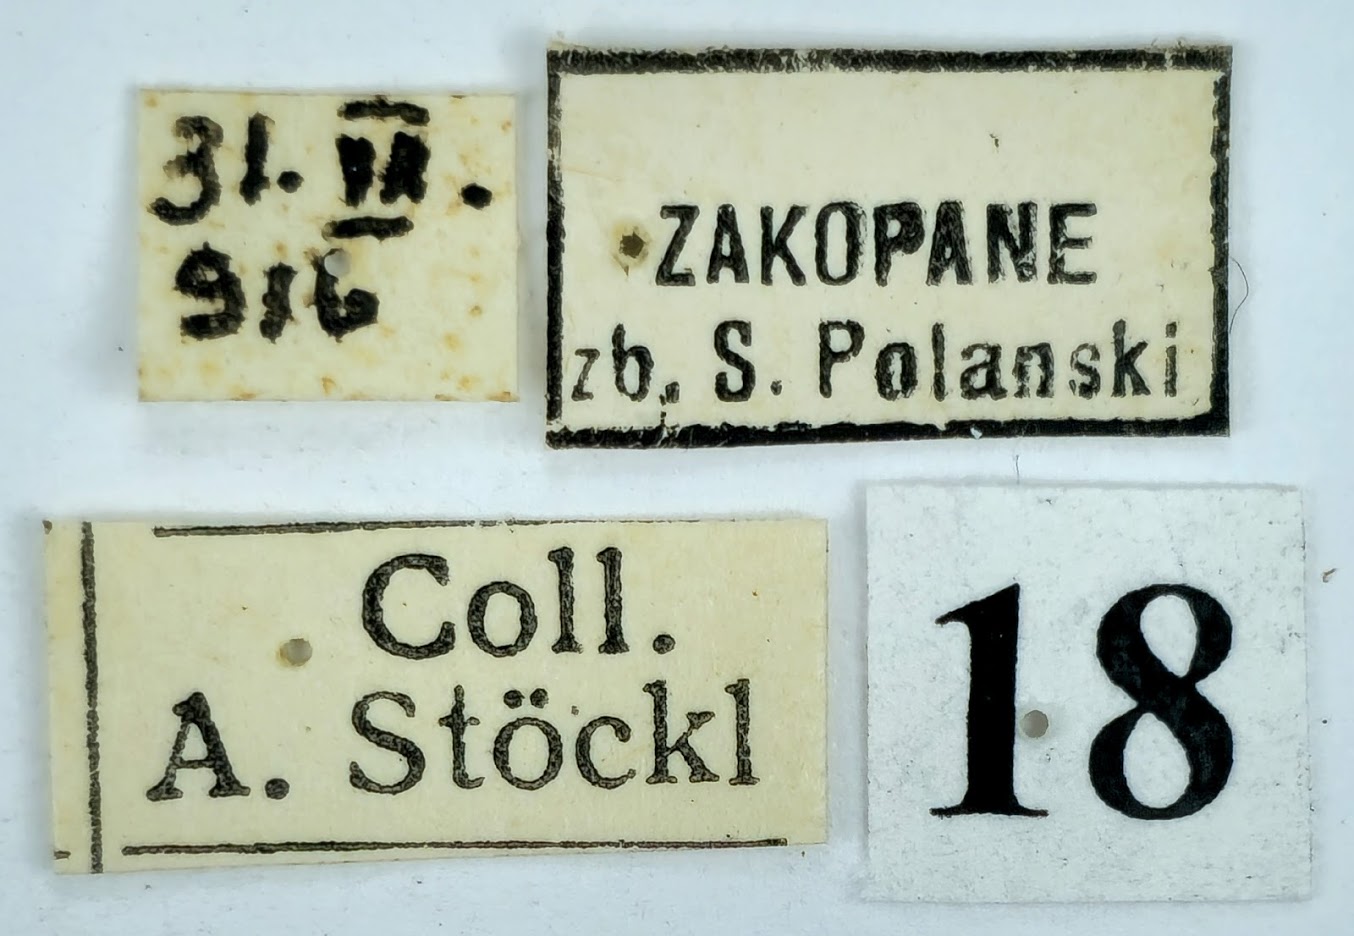 31. VII.
916
ZAKOPANE
zb. S. Polanski
Coll.
A. Stöckl
18